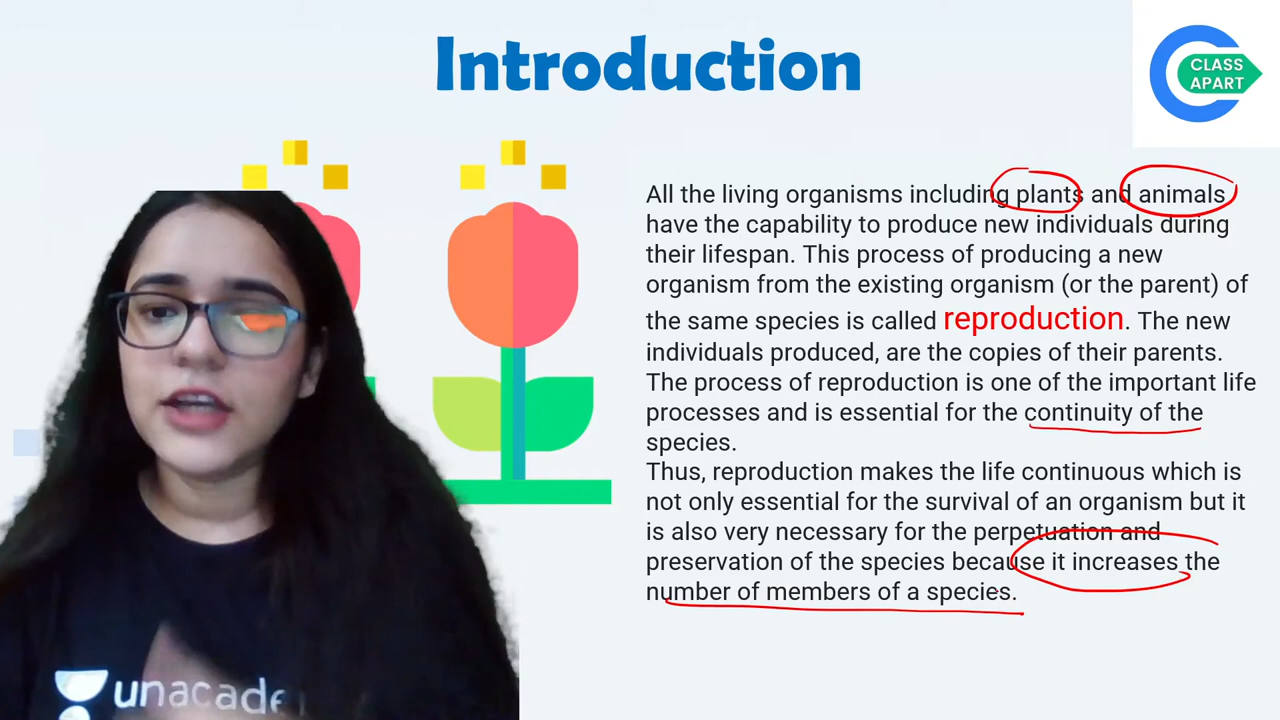 Introduction
CLASS
APART
All the living organisms including plants and animals
have the capability to produce new individuals during
their lifespan. This process of producing a new
organism from the existing organism (or the parent) of
the same species is called reproduction. The new
individuals produced, are the copies of their parents.
The process of reproduction is one of the important life
processes and is essential for the continuity of the
species.
Thus, reproduction makes the life continuous which is
not only essential for the survival of an organism but it
is also very necessary for the perpetuation and
preservation of the species because it increases the
number of members of a species.
unacade